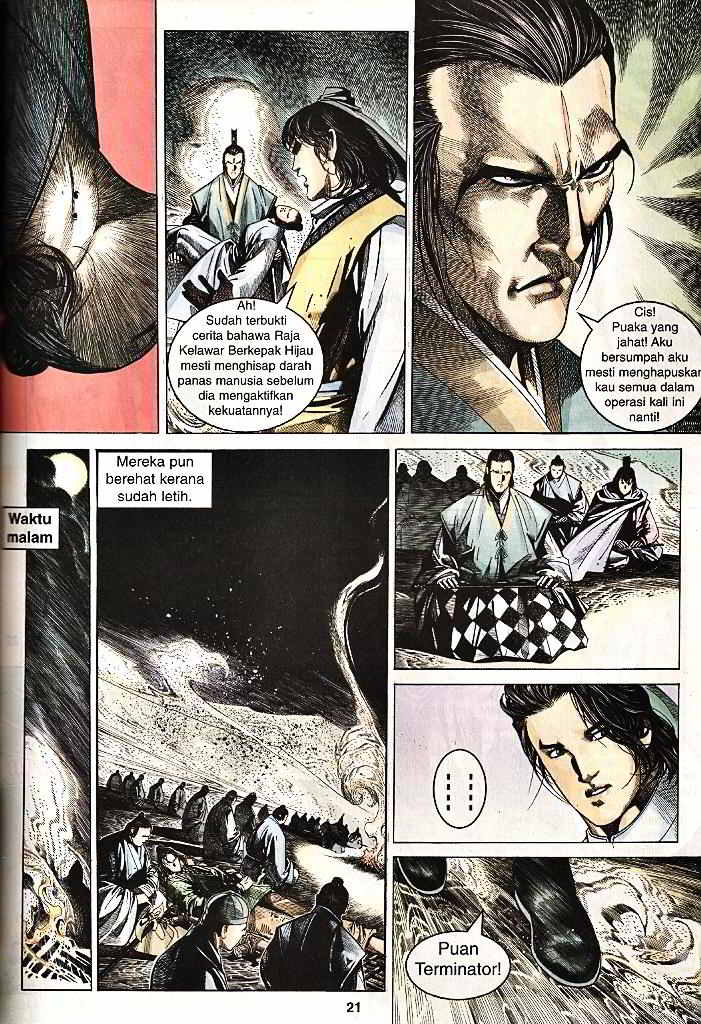 Ah!
Sudah terbukti
cerita bahawa Raja
Kelawar Berkepak Hijau
mesti menghisap darah
panas manusia sebelum
dia mengaktifkan
kekuatannya!
Cis!
Puaka yang
jahat! Aku
bersumpah aku
mesti menghapuskan
kau semua dalam
operasi kali ini
nanti!
Waktu
malam
Mereka pun
berehat kerana
sudah letih.
Puan
Terminator!
21